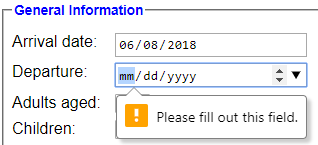 General Information
Arrival date: 06/08/2018
Departure: mm/dd/yyyy
Adults aged:
Please fill out this field.
Children: